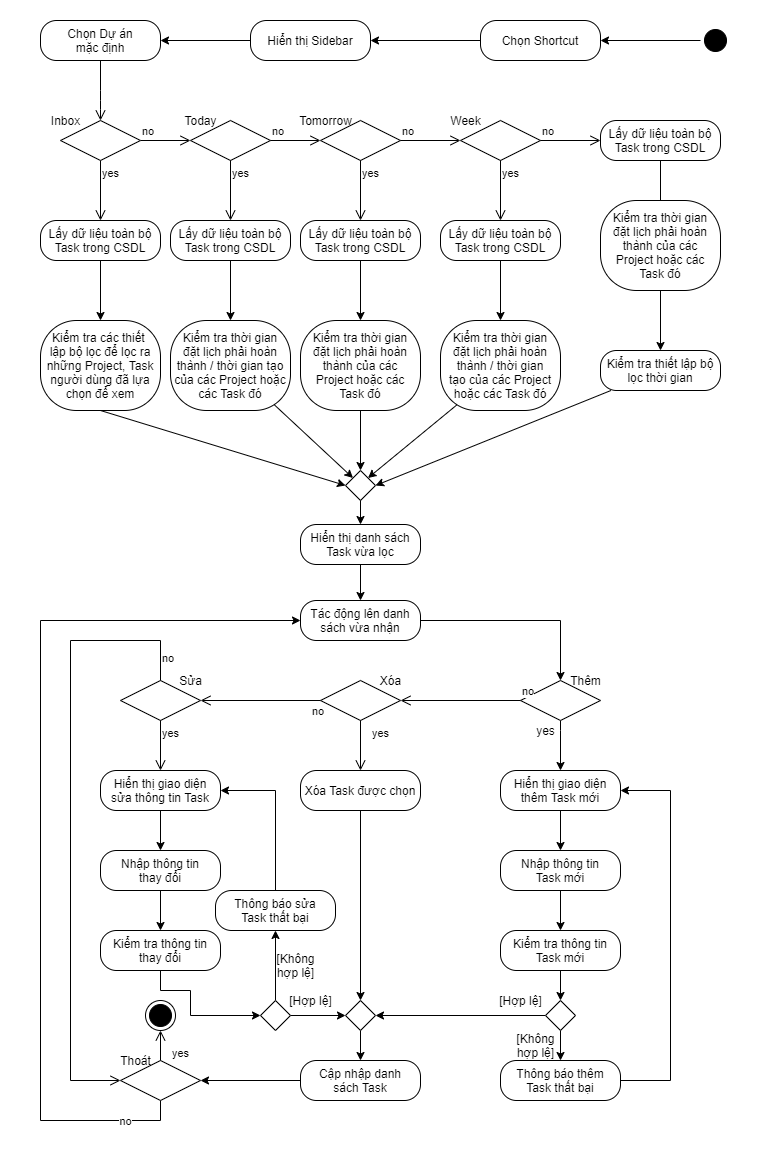 Chọn Dự án
mặc định
Hiển thị Sidebar
Chọn Shortcut
Inbox
no
Today
no
Tomorrow
no
Week
no
Lấy dữ liệu toàn bộ
Task trong CSDL
yes
yes
yes
yes
Lấy dữ liệu toàn bộ
Task trong CSDL
Lấy dữ liệu toàn bộ
Task trong CSDL
Lấy dữ liệu toàn bộ
Task trong CSDL
Lấy dữ liệu toàn bộ
Task trong CSDL
Kiểm tra thời gian
đặt lịch phải hoàn
thành của các
Project hoặc các
Task đó
Kiểm tra các thiết
lập bộ lọc để lọc ra
những Project, Task
người dùng đã lựa
chọn để xem
Kiểm tra thời gian
đặt lịch phải hoàn
thành / thời gian tạo
của các Project hoặc
các Task đó
Kiểm tra thời gian
đặt lịch phải hoàn
thành của các
Project hoặc các
Task đó
Kiểm tra thời gian
đặt lịch phải hoàn
thành / thời gian
tạo của các Project
hoặc các Task đó
Kiểm tra thiết lập bộ
lọc thời gian
Hiển thị danh sách
Task vừa lọc
Tác động lên danh
sách vừa nhận
no
Sửa
Xóa
Thêm
no
no
yes
yes
yes
Hiển thị giao diện
sửa thông tin Task
Xóa Task được chọn
Hiển thị giao diện
thêm Task mới
Nhập thông tin
thay đổi
Nhập thông tin
Task mới
Thông báo sửa
Task thất bại
Kiểm tra thông tin
thay đổi
Kiểm tra thông tin
Task mới
[Không
hợp lệ]
[Hợp lệ]
[Hợp lệ]
[Không
hợp lệ]
Thoát
yes
Cập nhập danh
sách Task
Thông báo thêm
Task thất bại
no